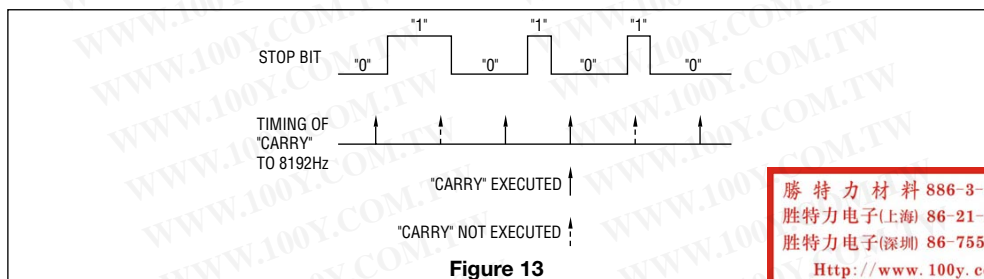 "1" "1" "1"
STOP BIT
"0" "0" "0" "0"
TIMING OF
"CARRY"
TO 8192Hz
"CARRY" EXECUTED
"CARRY" NOT EXECUTED
Figure 13
勝 特 力 材 料 886-3-
胜特力电子(上海) 86-21-
胜特力电子(深圳) 86-755
Http://www.100y.c
WWW.100Y.COM.TW